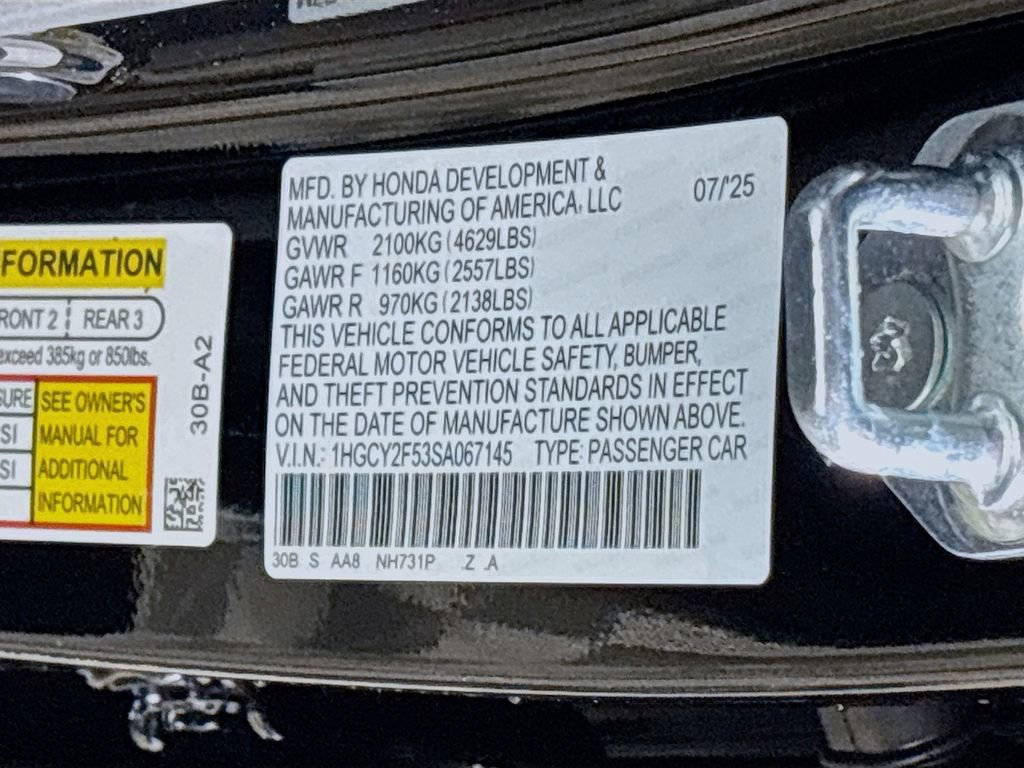 MFD. BY HONDA DEVELOPMENT &
MANUFACTURING OF AMERICA, LLC 07/'25
GVWR 2100KG (4629LBS)
GAWR F 1160KG (2557LBS)
GAWR R 970KG (2138LBS)
THIS VEHICLE CONFORMS TO ALL APPLICABLE
FEDERAL MOTOR VEHICLE SAFETY, BUMPER,
AND THEFT PREVENTION STANDARDS IN EFFECT
ON THE DATE OF MANUFACTURE SHOWN ABOVE.
V.I.N.: 1HGCY2F53SA067145 TYPE: PASSENGER CAR
30B S AA8 NH731P .Z .A
FORMATION
RONT 2 REAR 3
exceed 385kg or 850lbs.
SURE
SI
SI
SEE OWNER'S
MANUAL FOR
ADDITIONAL
INFORMATION
30B-A2